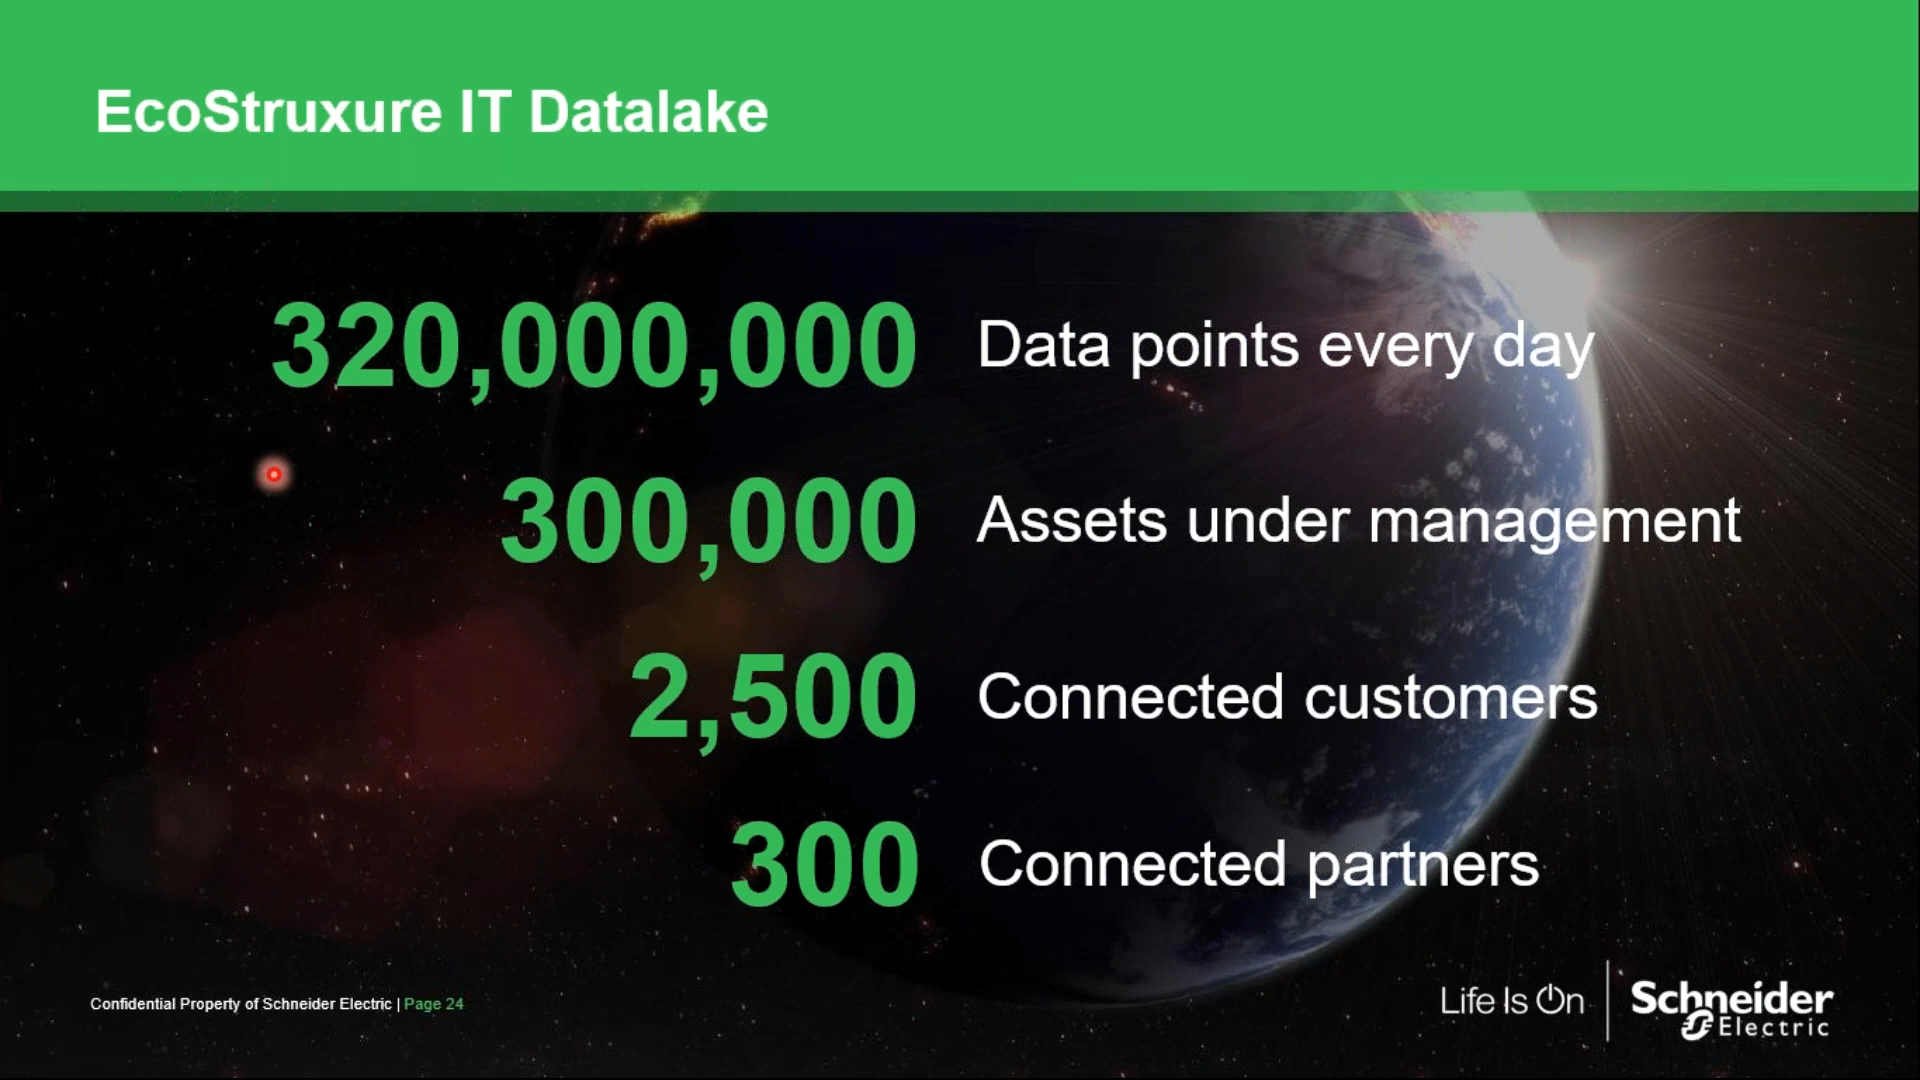 EcoStruxure IT Datalake
320,000,000 Data points every day
300,000 Assets under management
2,500 Connected customers
300 Connected partners
Confidential Property of Schneider Electric | Page 24
Life Is On
Schneider
Electric